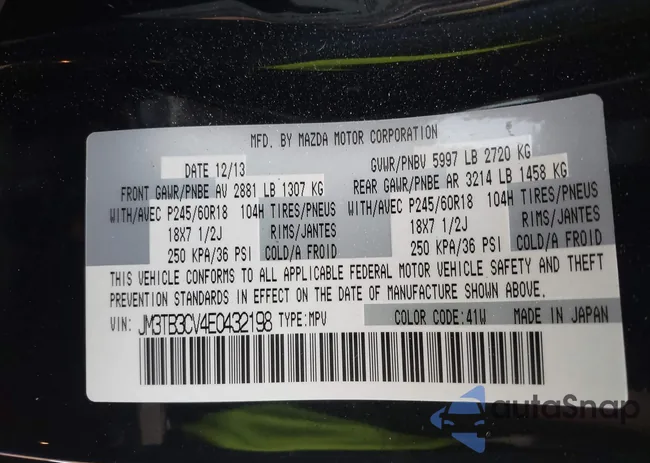 MFD. BY MAZDA MOTOR CORPORATION
DATE 12/13
GVWR/PNBV 5997 LB 2720 KG
FRONT GAWR/PNBE AV 2881 LB 1307 KG
REAR GAWR/PNBE AR 3214 LB 1458 KG
WITH/AVEC P245/60R18 104H TIRES/PNEUS
WITH/AVEC P245/60R18 104H TIRES/PNEUS
18X7 1/2J RIMS/JANTES
18X7 1/2J RIMS/JANTES
250 KPA/36 PSI COLD/A FROID
250 KPA/36 PSI COLD/A FROID
THIS VEHICLE CONFORMS TO ALL APPLICABLE FEDERAL MOTOR VEHICLE SAFETY AND THEFT
PREVENTION STANDARDS IN EFFECT ON THE DATE OF MANUFACTURE SHOWN ABOVE.
VIN: JM3TB3CV4E0432198 TYPE:MPV COLOR CODE:41W MADE IN JAPAN
autoSnap